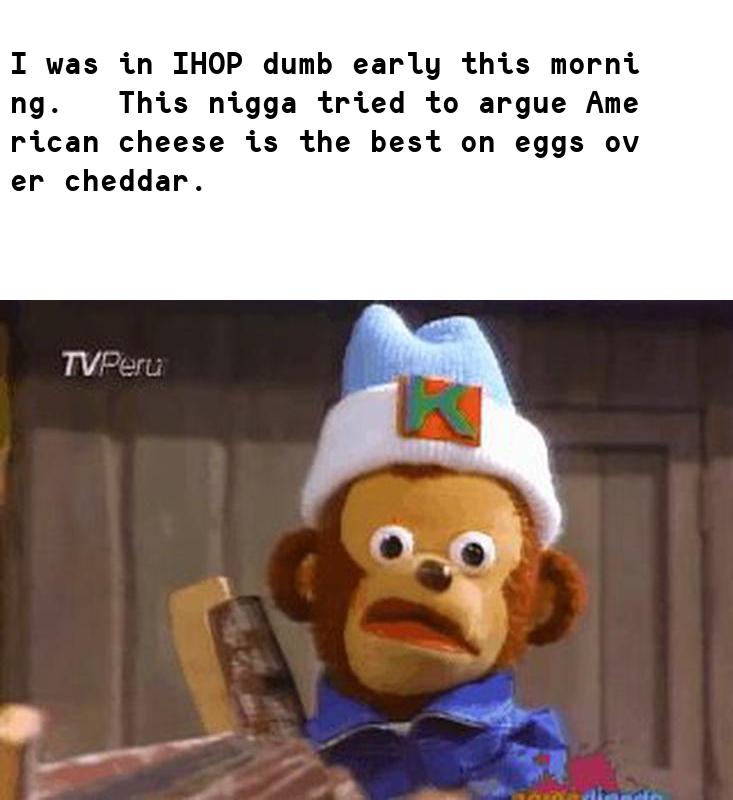 I was in IHOP dumb early this morni
ng.   This nigga tried to argue Ame
rican cheese is the best on eggs ov
er cheddar.
TVPeru
K